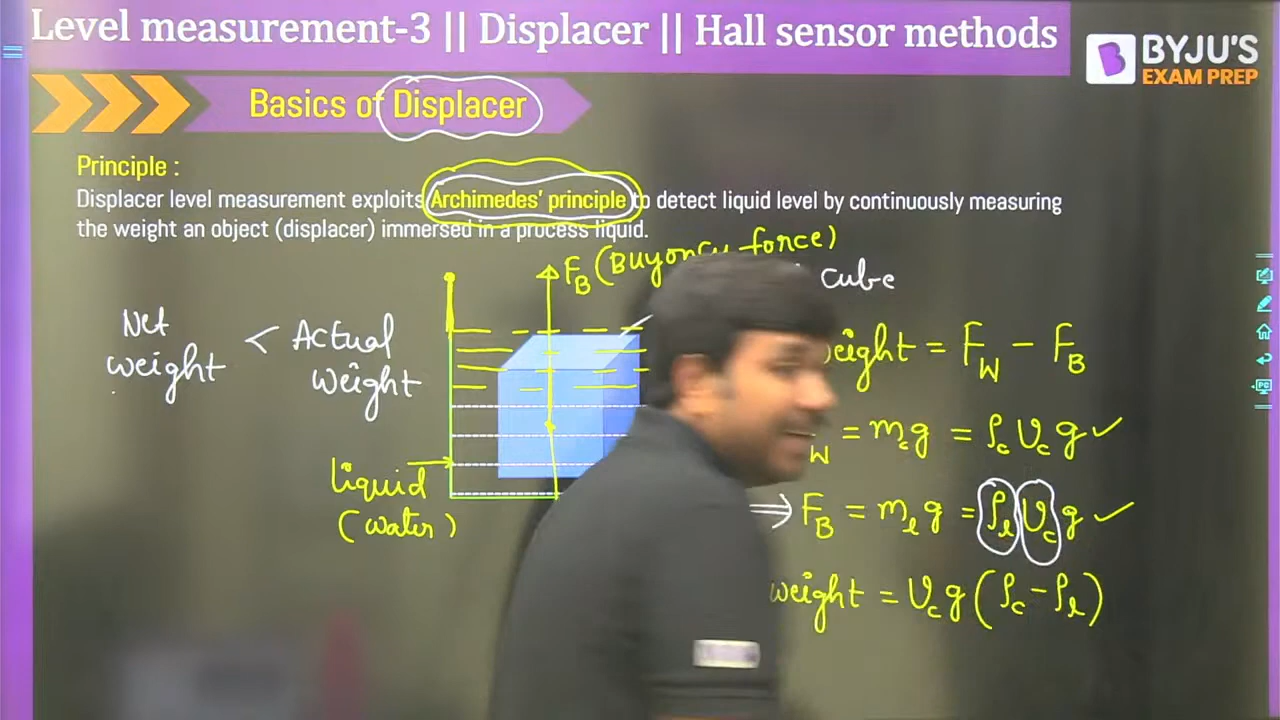 Level measurement-3 || Displacer || Hall sensor methods
BYJU'S
EXAM PREP
Basics of Displacer
Principle :
Displacer level measurement exploits Archimedes' principle to detect liquid level by continuously measuring
the weight an object (displacer) immersed in a process liquid.
F_B (Buyoncy force)
cube
Net weight < Actual weight
weight = F_W - F_B
W = m_c g = ρ_c V_c g ✓
⇒ F_B = m_l g = ρ_l V_c g ✓
weight = V_c g (ρ_c - ρ_l)
Liquid
(water)